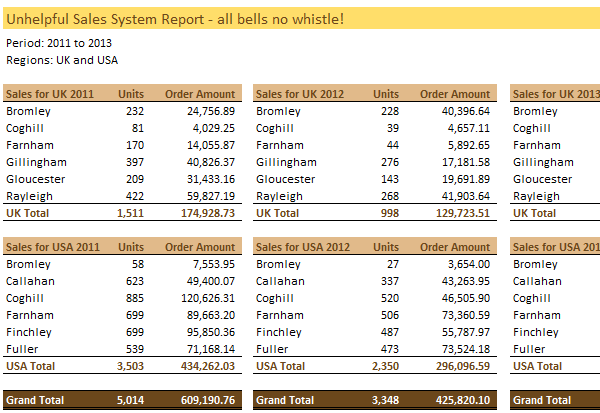 Unhelpful Sales System Report - all bells no whistle!
Period: 2011 to 2013
Regions: UK and USA
Sales for UK 2011 Units Order Amount Sales for UK 2012 Units Order Amount Sales for UK 2013
Bromley 232 24,756.89 Bromley 228 40,396.64 Bromley
Coghill 81 4,029.25 Coghill 39 4,657.11 Coghill
Farnham 170 14,055.87 Farnham 44 5,892.65 Farnham
Gillingham 397 40,826.37 Gillingham 276 17,181.58 Gillingham
Gloucester 209 31,433.16 Gloucester 143 19,691.89 Gloucester
Rayleigh 422 59,827.19 Rayleigh 268 41,903.64 Rayleigh
UK Total 1,511 174,928.73 UK Total 998 129,723.51 UK Total
Sales for USA 2011 Units Order Amount Sales for USA 2012 Units Order Amount Sales for USA 201
Bromley 58 7,553.95 Bromley 27 3,654.00 Bromley
Callahan 623 49,400.07 Callahan 337 43,263.95 Callahan
Coghill 885 120,626.31 Coghill 520 46,505.90 Coghill
Farnham 699 89,663.20 Farnham 506 73,360.59 Farnham
Finchley 699 95,850.36 Finchley 487 55,787.97 Finchley
Fuller 539 71,168.14 Fuller 473 73,524.18 Fuller
USA Total 3,503 434,262.03 USA Total 2,350 296,096.59 USA Total
Grand Total 5,014 609,190.76 Grand Total 3,348 425,820.10 Grand Total